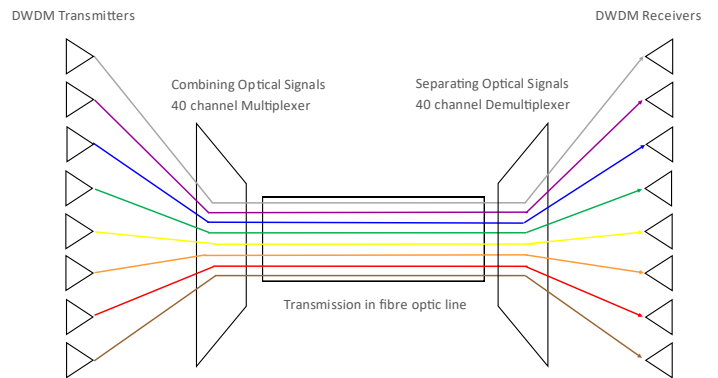 DWDM Transmitters
DWDM Receivers
Combining Optical Signals
40 channel Multiplexer
Separating Optical Signals
40 channel Demultiplexer
Transmission in fibre optic line